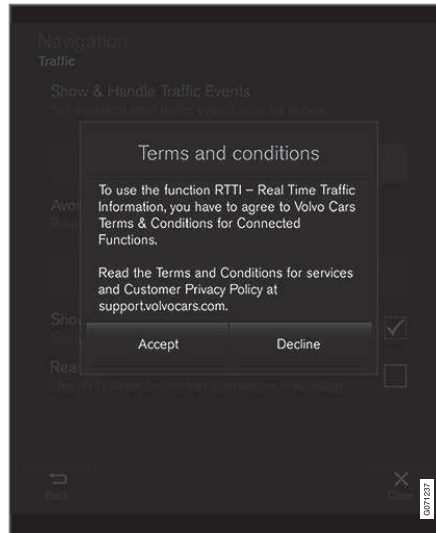 Navigation
Traffic
Show & Handle Traffic Events
Terms and conditions
To use the function RTTI – Real Time Traffic
Information, you have to agree to Volvo Cars
Terms & Conditions for Connected
Functions.
Read the Terms and Conditions for services
and Customer Privacy Policy at
support.volvocars.com.
Accept
Decline
Back
Close
G071237